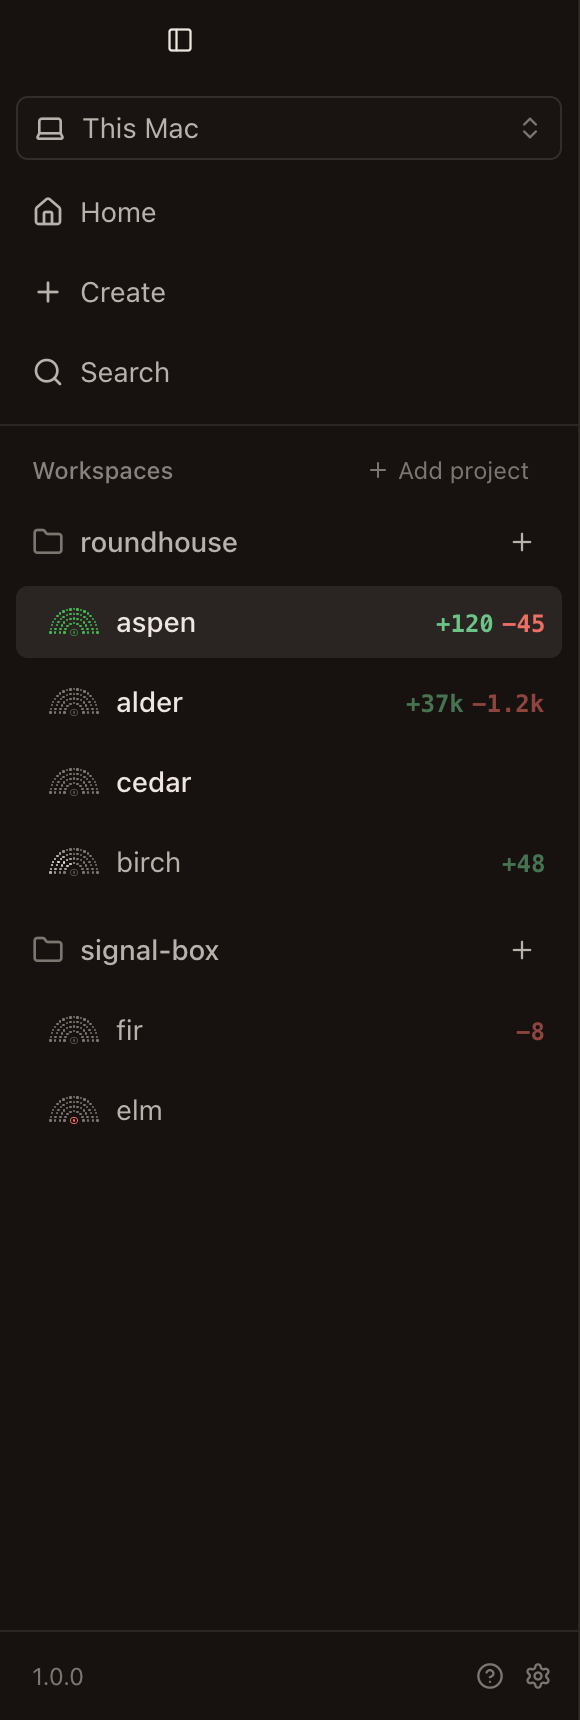 This Mac
Home
Create
Search
Workspaces + Add project
roundhouse
aspen +120 −45
alder +37k −1.2k
cedar
birch +48
signal-box
fir −8
elm
1.0.0